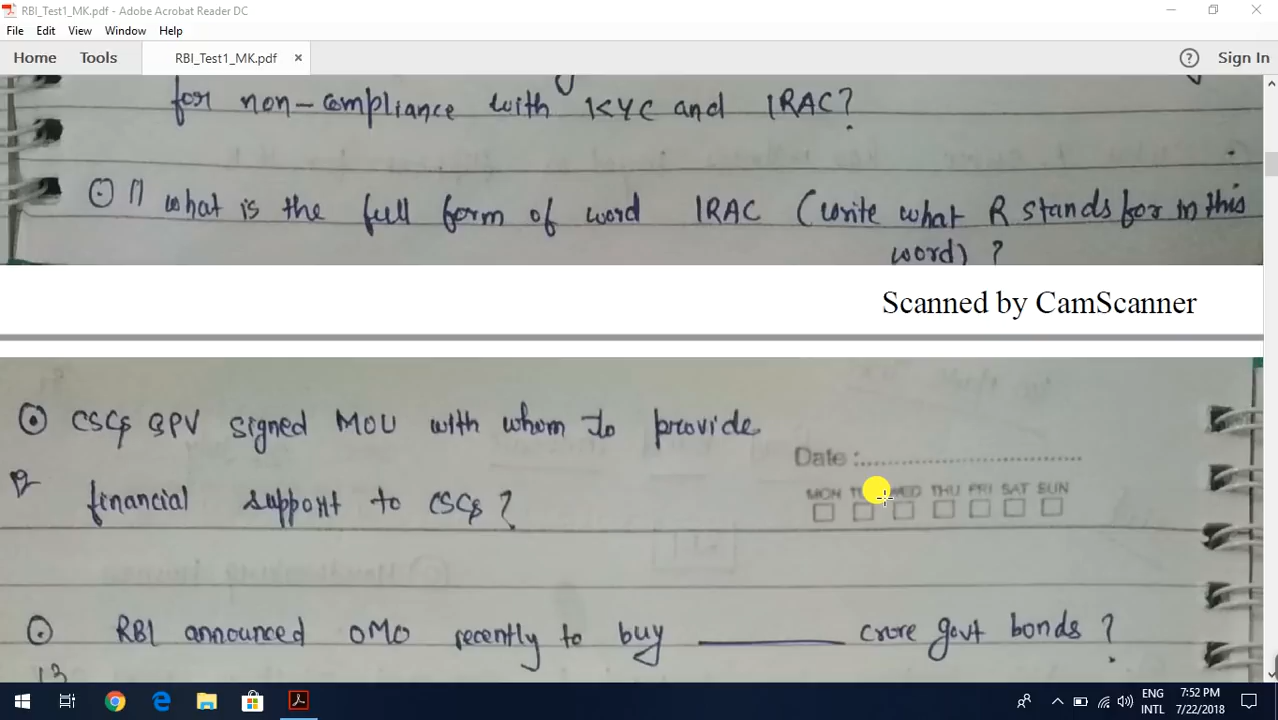 RBI_Test1_MK.pdf - Adobe Acrobat Reader DC
File Edit View Window Help
Home Tools RBI_Test1_MK.pdf × ? Sign In
for non-compliance with KYC and IRAC?
11 what is the full form of word IRAC (write what R stands for in this
word) ?
Scanned by CamScanner
CSCs SPV signed MOU with whom to provide
Date :
MON WED THU FRI SAT SUN
financial support to CSCs ?
RBI announced OMO recently to buy ________ crore govt bonds ?
13
ENG 7:52 PM
INTL 7/22/2018